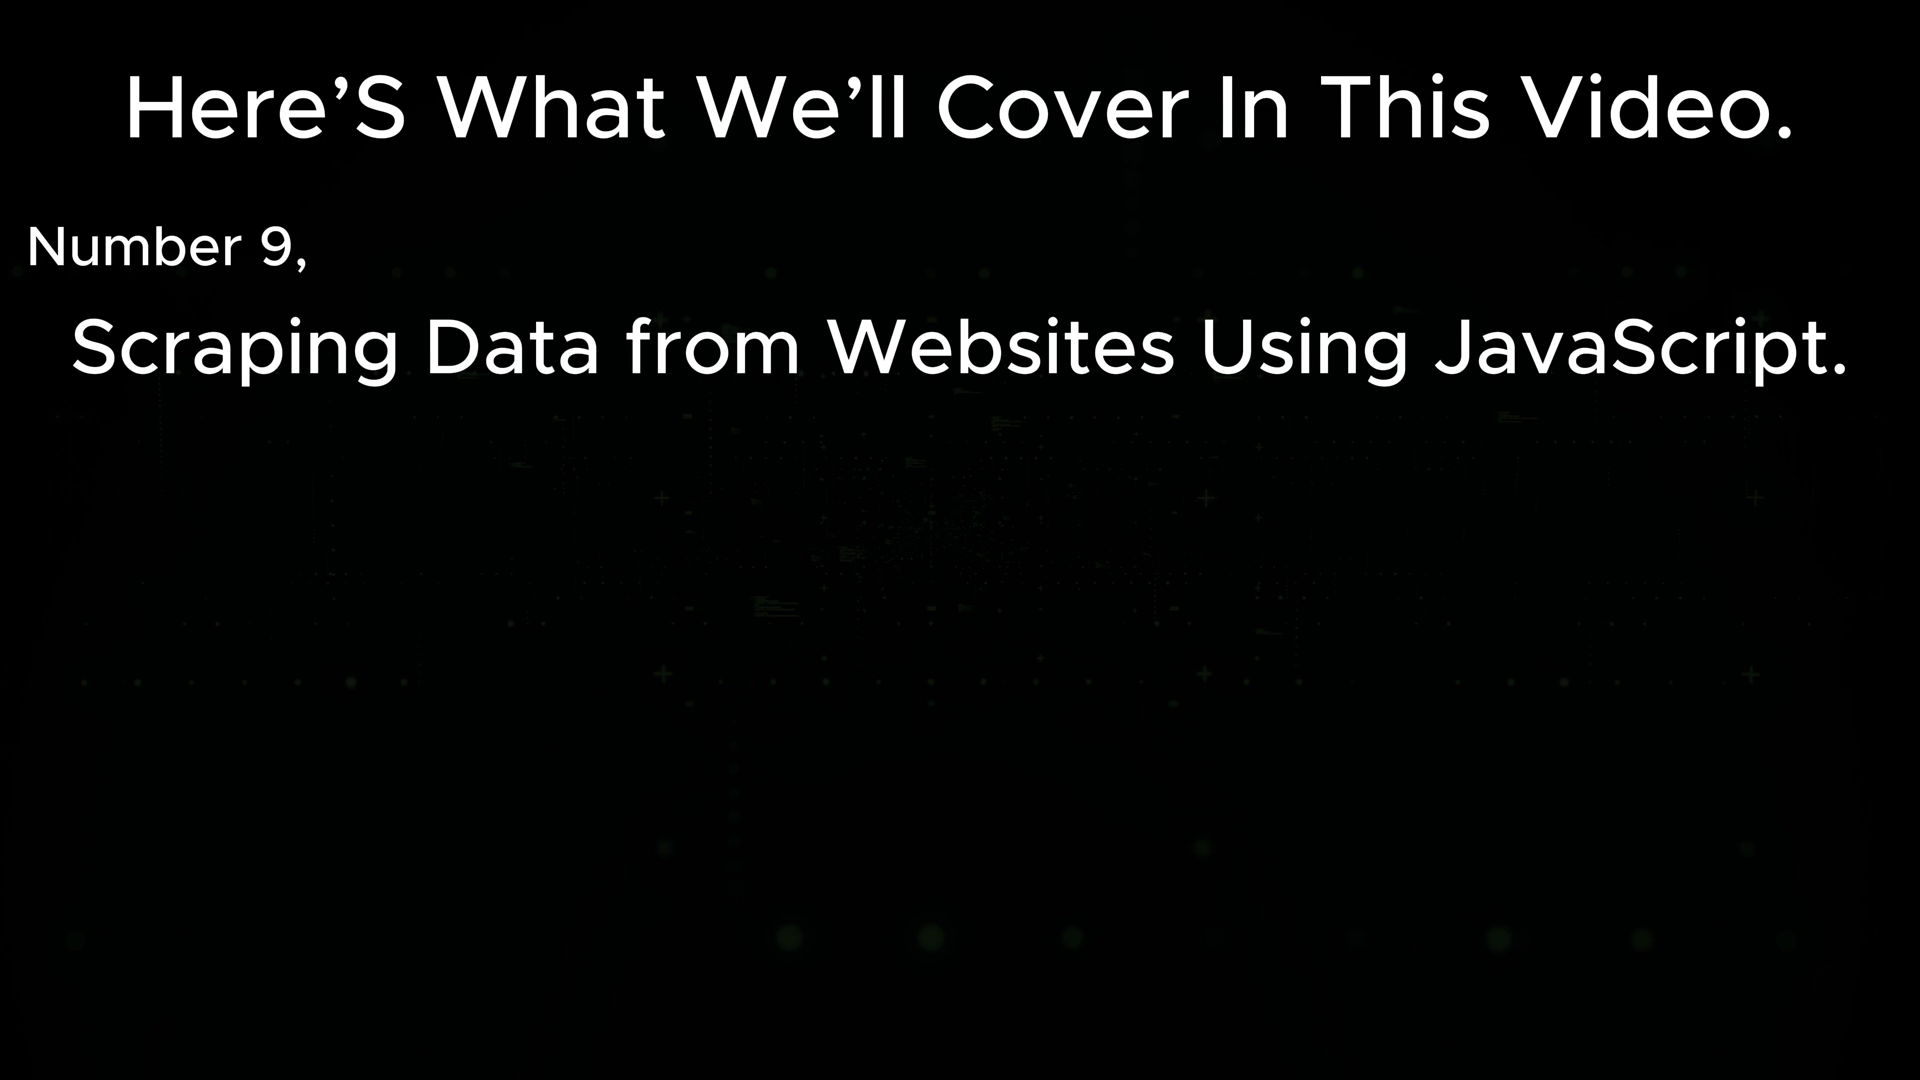 Here’S What We’ll Cover In This Video.
Number 9,
Scraping Data from Websites Using JavaScript.